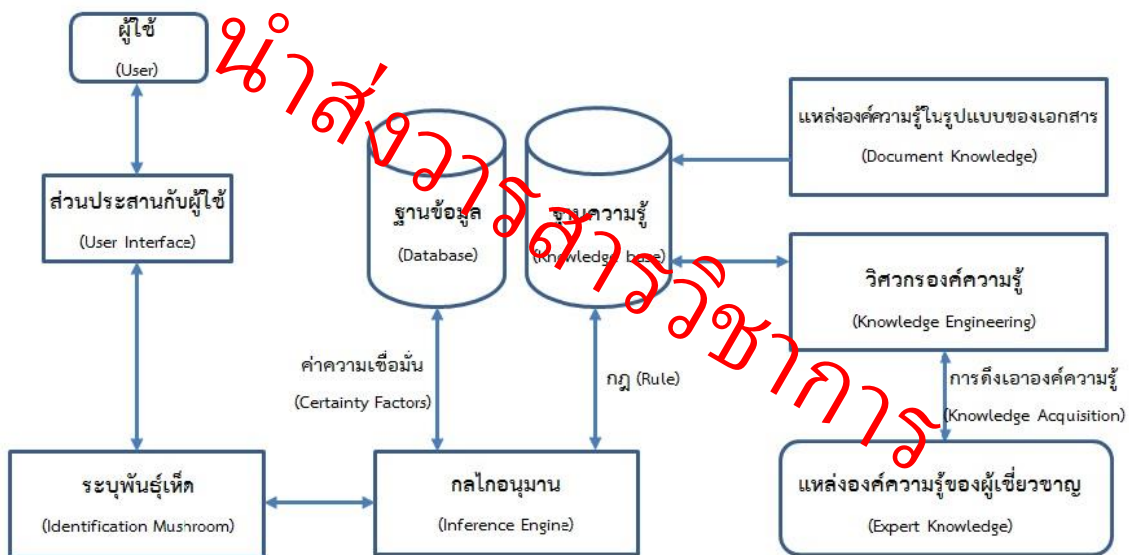 ผู้ใช้
(User)
ส่วนประสานกับผู้ใช้
(User Interface)
ฐานข้อมูล
(Database)
ฐานความรู้
(Knowledge base)
แหล่งองค์ความรู้ในรูปแบบของเอกสาร
(Document Knowledge)
วิศวกรองค์ความรู้
(Knowledge Engineering)
ค่าความเชื่อมั่น
(Certainty Factors)
กฎ (Rule)
การดึงเอาองค์ความรู้
(Knowledge Acquisition)
ระบุพันธุ์เห็ด
(Identification Mushroom)
กลไกอนุมาน
(Inference Engine)
แหล่งองค์ความรู้ของผู้เชี่ยวชาญ
(Expert Knowledge)
นำส่งวารสารวิชาการ